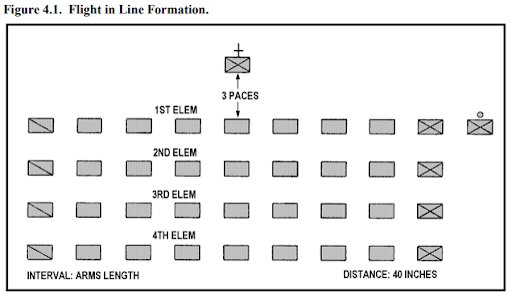 Figure 4.1. Flight in Line Formation.
3 PACES
1ST ELEM
2ND ELEM
3RD ELEM
4TH ELEM
INTERVAL: ARMS LENGTH
DISTANCE: 40 INCHES